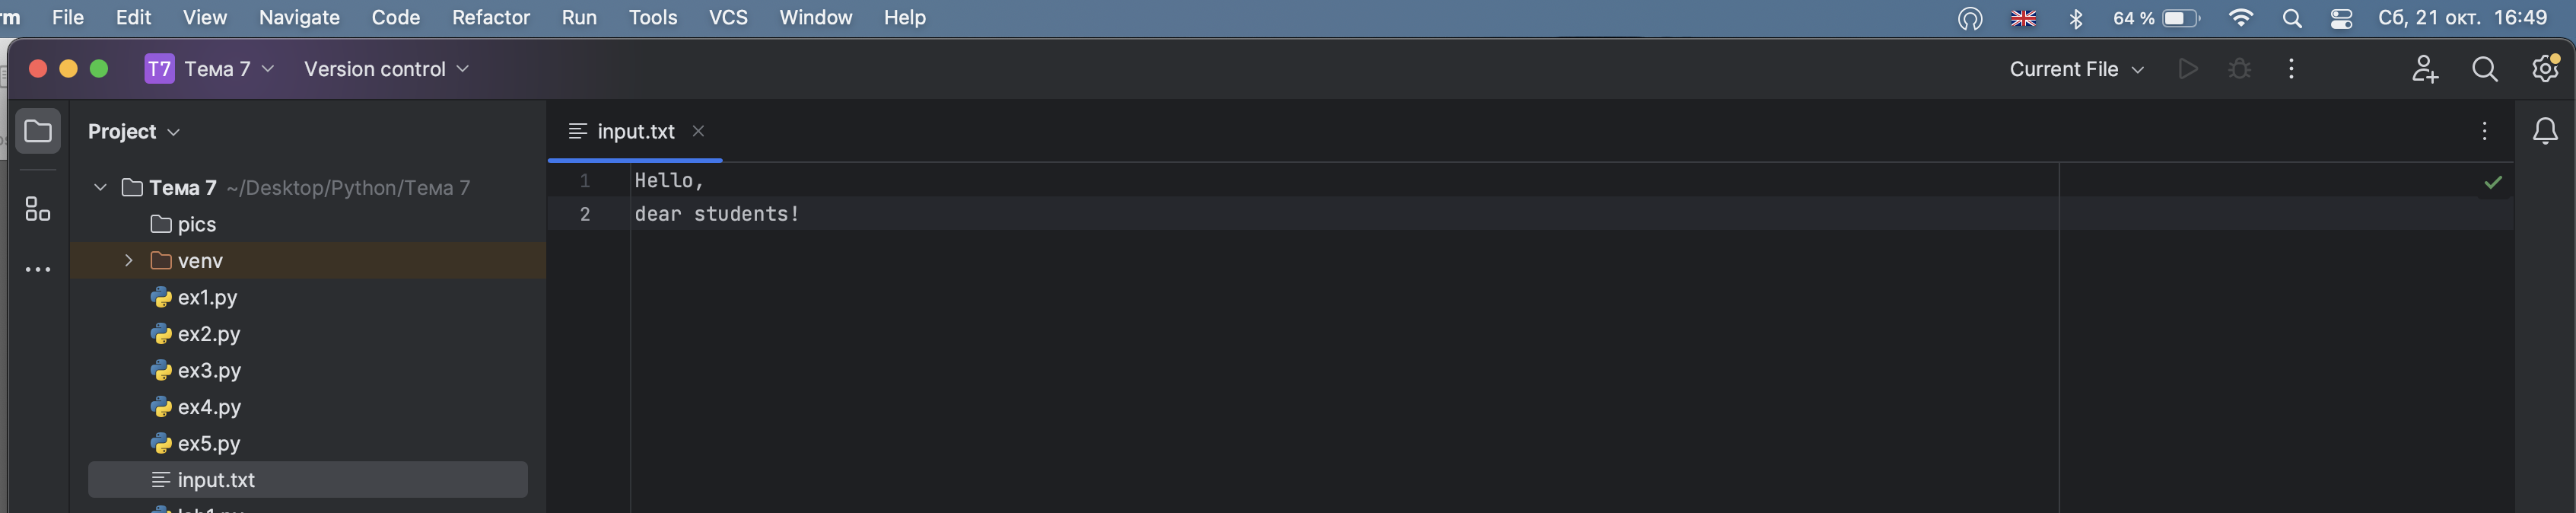 File Edit View Navigate Code Refactor Run Tools VCS Window Help 64 % Сб, 21 окт. 16:49
T7 Тема 7 Version control Current File
Project
input.txt
Тема 7 ~/Desktop/Python/Тема 7
1 Hello,
pics
2 dear students!
venv
ex1.py
ex2.py
ex3.py
ex4.py
ex5.py
input.txt